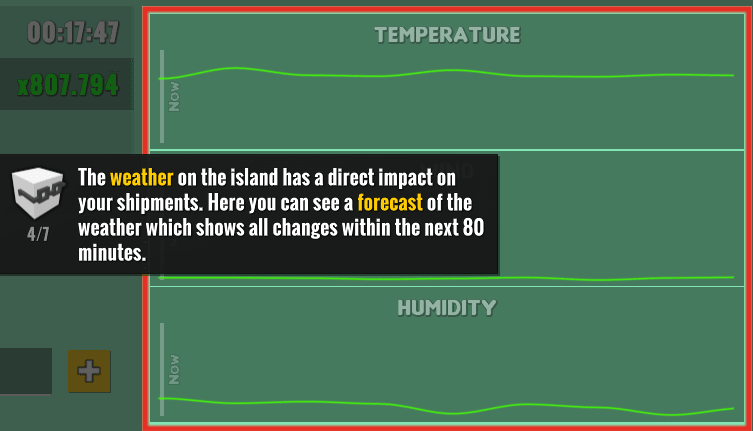 00:17:47
TEMPERATURE
x807.794
Now
WIND
The weather on the island has a direct impact on
your shipments. Here you can see a forecast of the
weather which shows all changes within the next 80
minutes.
4/7
HUMIDITY
Now